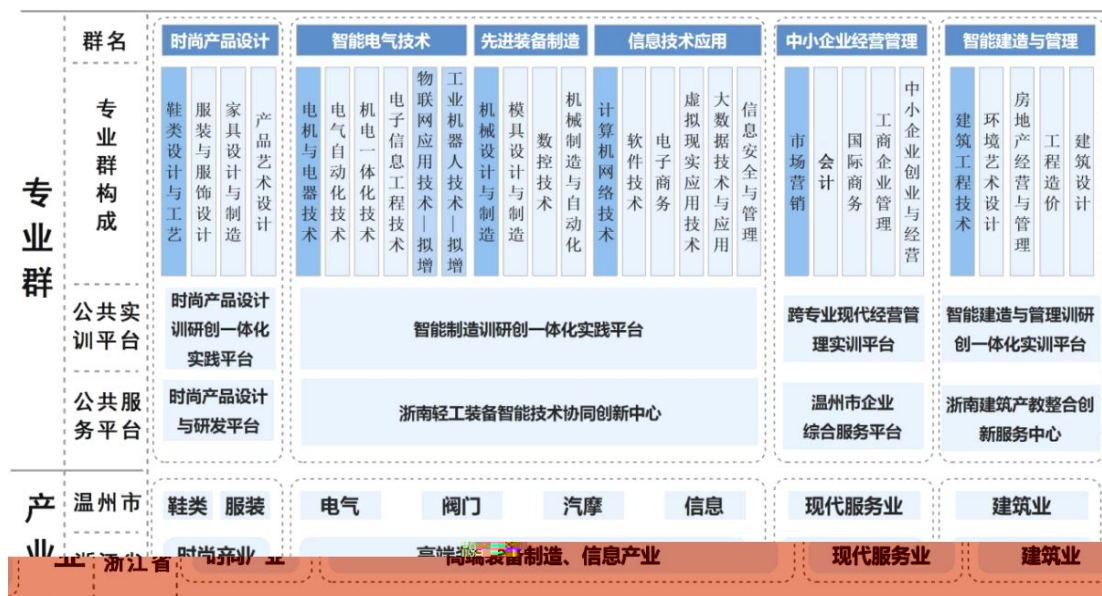 群名
时尚产品设计
智能电气技术
先进装备制造
信息技术应用
中小企业经营管理
智能建造与管理
专业群
专业群构成
鞋类设计与工艺
服装与服饰设计
家具设计与制造
产品艺术设计
电机与电器技术
电气自动化技术
机电一体化技术
电子信息工程技术
物联网应用技术—拟增
工业机器人技术—拟增
机械设计与制造
模具设计与制造
数控技术
机械制造与自动化
计算机网络技术
软件技术
电子商务
虚拟现实应用技术
大数据技术与应用
信息安全与管理
市场营销
会计
国际商务
工商企业管理
中小企业创业与经营
建筑工程技术
环境艺术设计
房地产经营与管理
工程造价
建筑设计
公共实
训平台
时尚产品设计
训研创一体化
实践平台
智能制造训研创一体化实践平台
跨专业现代经营管
理实训平台
智能建造与管理训研
创一体化实训平台
公共服
务平台
时尚产品设计
与研发平台
浙南轻工装备智能技术协同创新中心
温州市企业
综合服务平台
浙南建筑产教整合创
新服务中心
产业
温州市
鞋类
服装
电气
阀门
汽摩
信息
现代服务业
建筑业
浙江省
时尚产业
高端装备制造、信息产业
现代服务业
建筑业